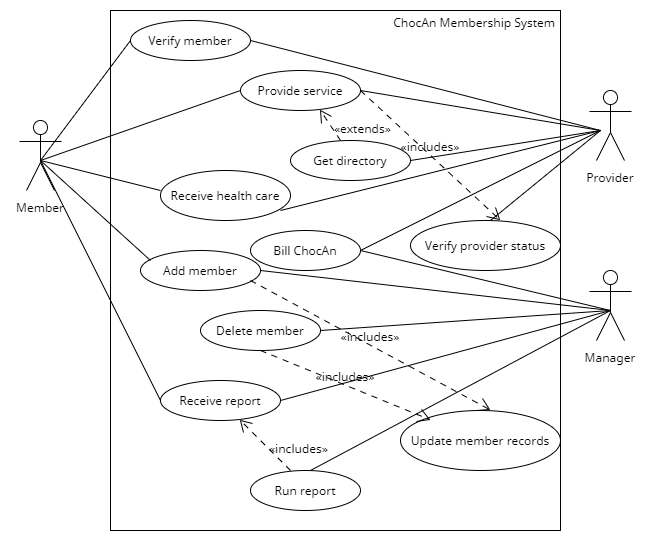 ChocAn Membership System
Verify member
Provide service
«extends»
«includes»
Get directory
Provider
Receive health care
Member
Verify provider status
Bill ChocAn
Add member
Delete member
«includes»
Manager
«includes»
Receive report
Update member records
«includes»
Run report